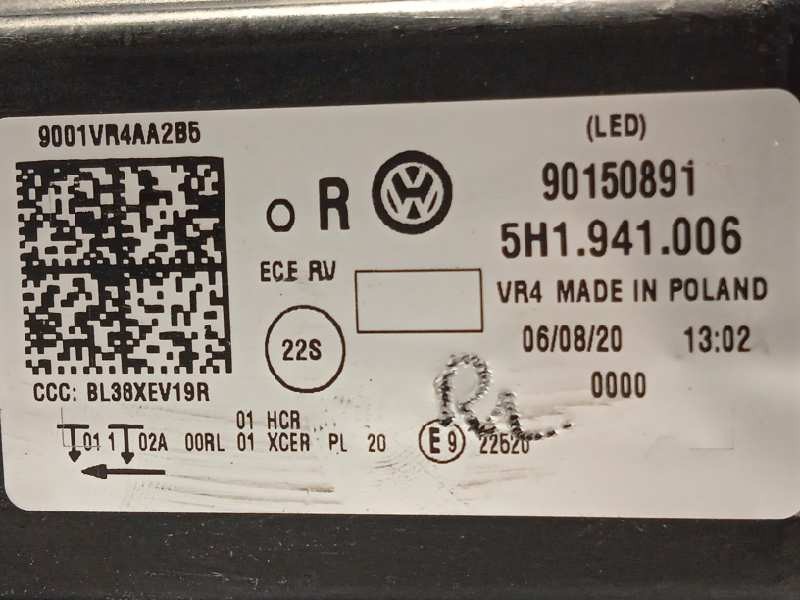 9001VR4AA2B5
(LED)
o R
9015089i
5H1.941.006
ECE RV
VR4 MADE IN POLAND
22S
06/08/20 13:02
0000
CCC: BL38XEV19R
01 HCR
01 1 02A 00RL 01 XCER PL 20 E9 22520